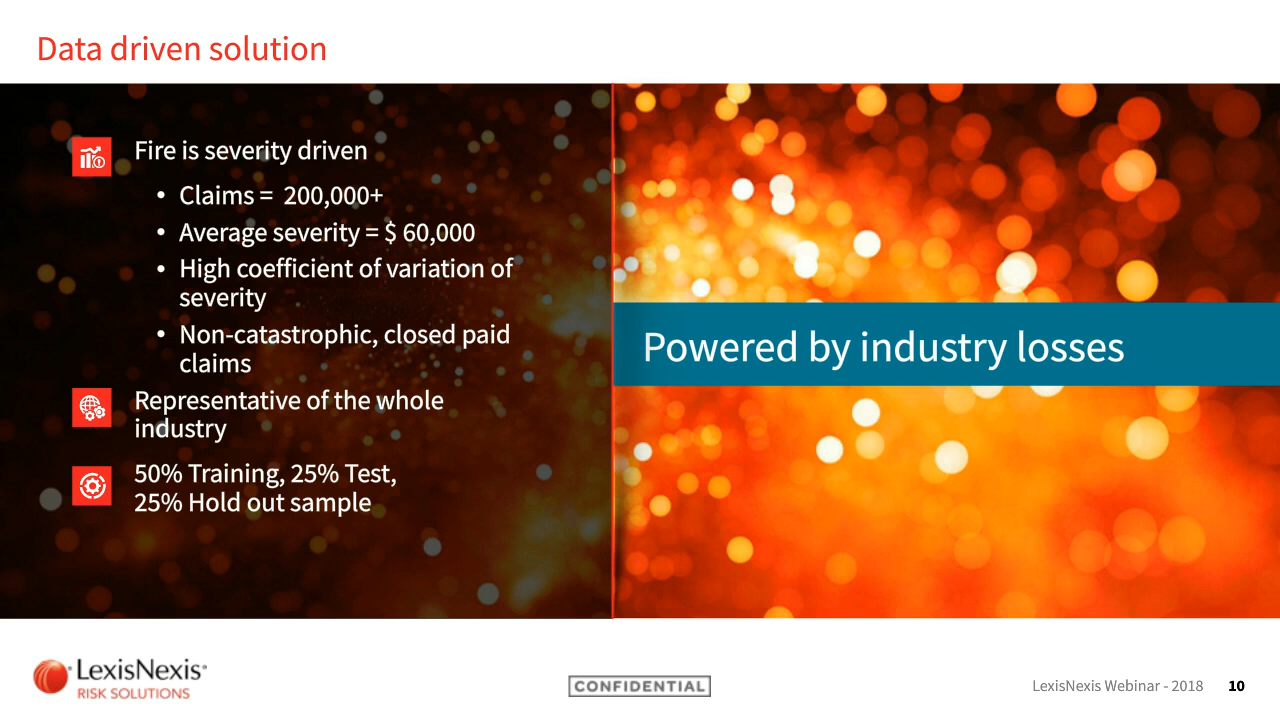 Data driven solution
Fire is severity driven
• Claims =  200,000+
• Average severity = $ 60,000
• High coefficient of variation of
severity
• Non-catastrophic, closed paid
claims
Representative of the whole
industry
50% Training, 25% Test,
25% Hold out sample
Powered by industry losses
LexisNexis®
RISK SOLUTIONS
CONFIDENTIAL
LexisNexis Webinar - 2018 10